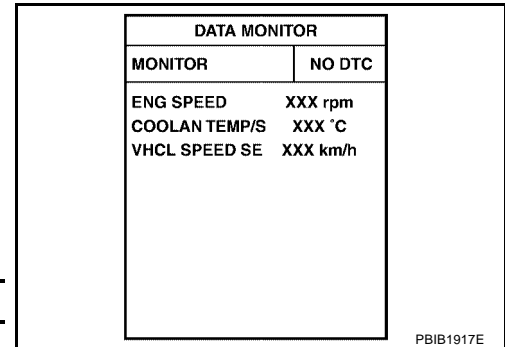 DATA MONITOR
MONITOR NO DTC
ENG SPEED XXX rpm
COOLAN TEMP/S XXX °C
VHCL SPEED SE XXX km/h
PBIB1917E